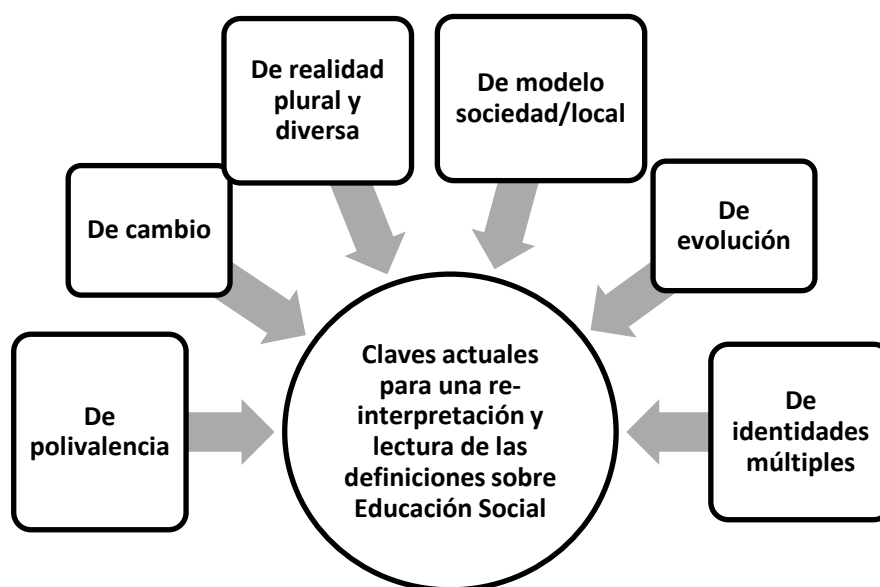 De realidad
plural y
diversa
De modelo
sociedad/local
De cambio
De
evolución
De
polivalencia
Claves actuales
para una re-
interpretación y
lectura de las
definiciones sobre
Educación Social
De
identidades
múltiples